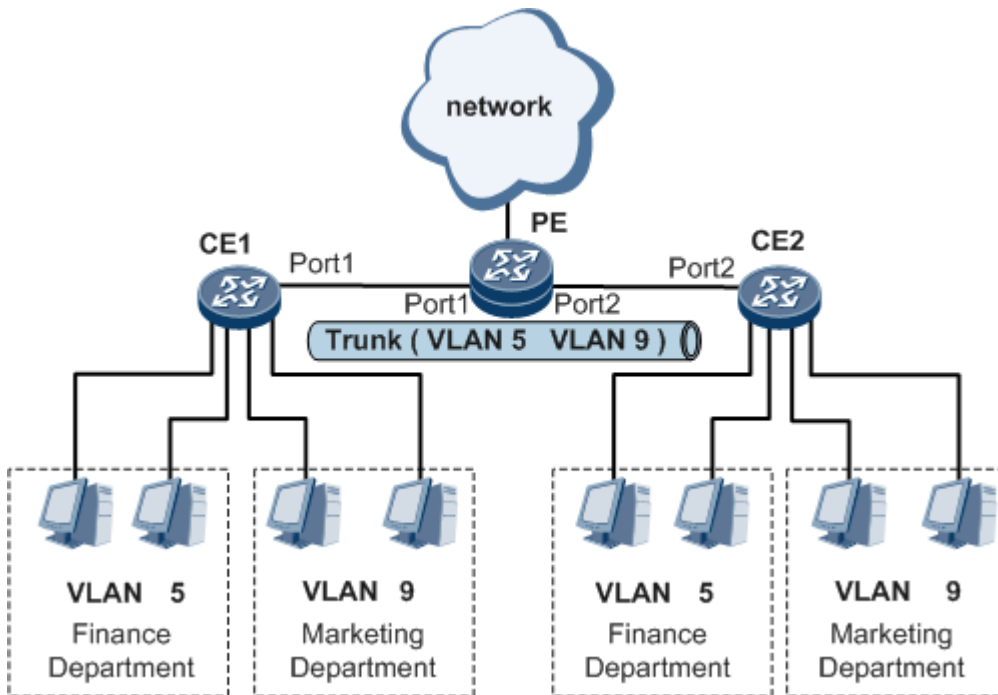 network
PE
CE1
CE2
Port1
Port2
Port1
Port2
Trunk ( VLAN 5 VLAN 9 )
VLAN 5
Finance
Department
VLAN 9
Marketing
Department
VLAN 5
Finance
Department
VLAN 9
Marketing
Department